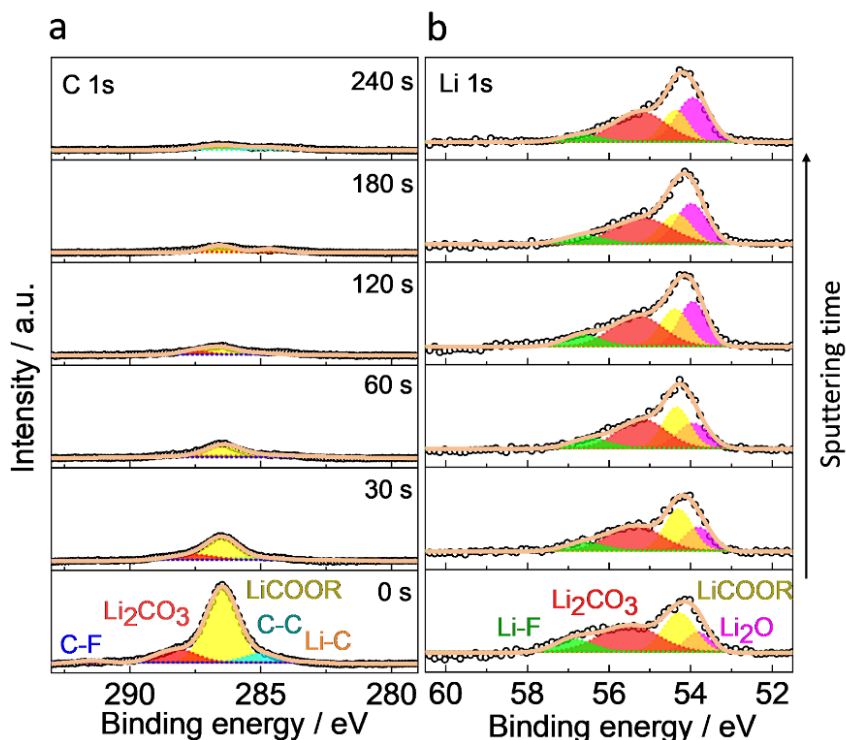 a
b
C 1s
240 s
Li 1s
180 s
120 s
60 s
30 s
0 s
LiCOOR
Li2CO3
C-C
C-F
Li-C
LiCOOR
Li2CO3
Li-F
Li2O
290
285
280
60
58
56
54
52
Binding energy / eV
Binding energy / eV
Intensity / a.u.
Sputtering time